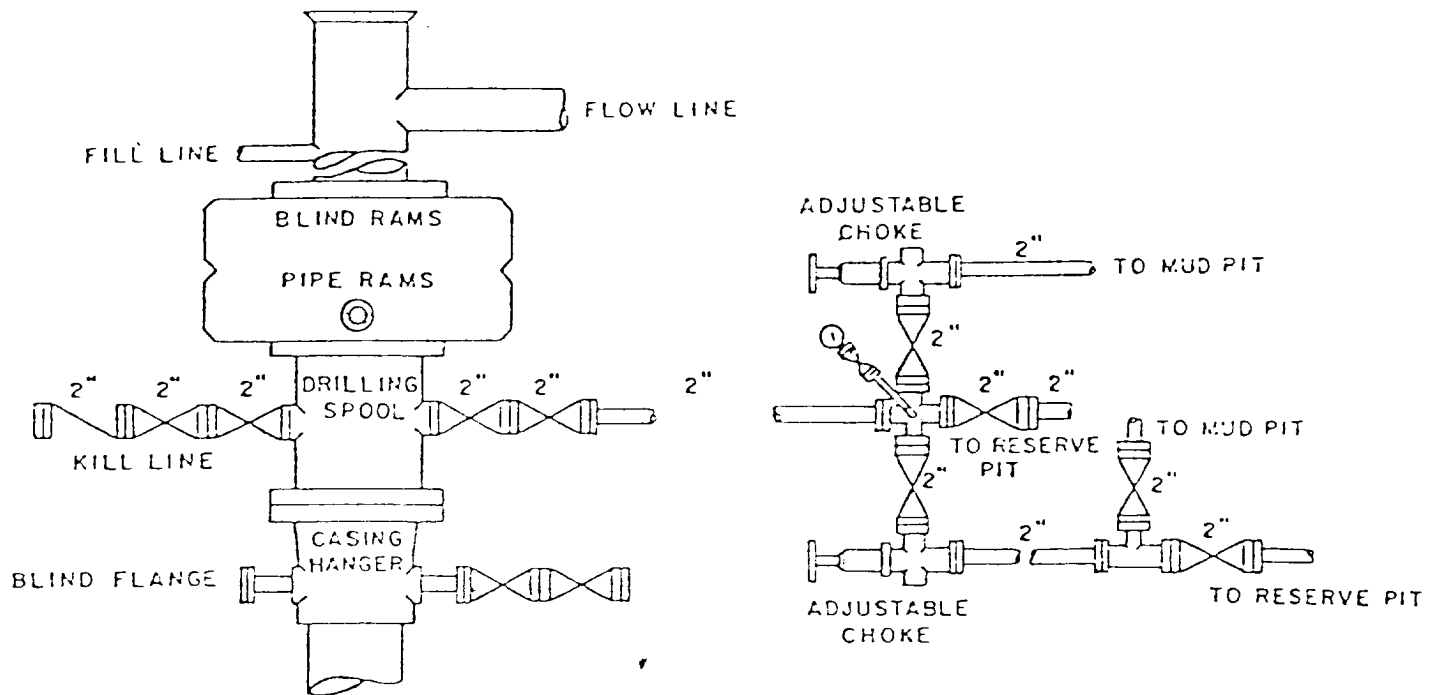 FLOW LINE
FILL LINE
BLIND RAMS
PIPE RAMS
2" 2" 2"
DRILLING
SPOOL
2" 2" 2"
KILL LINE
CASING
HANGER
BLIND FLANGE
ADJUSTABLE
CHOKE
2"
TO MUD PIT
2"
2" 2"
TO RESERVE
PIT
TO MUD PIT
2"
2"
2"
2"
TO RESERVE PIT
ADJUSTABLE
CHOKE